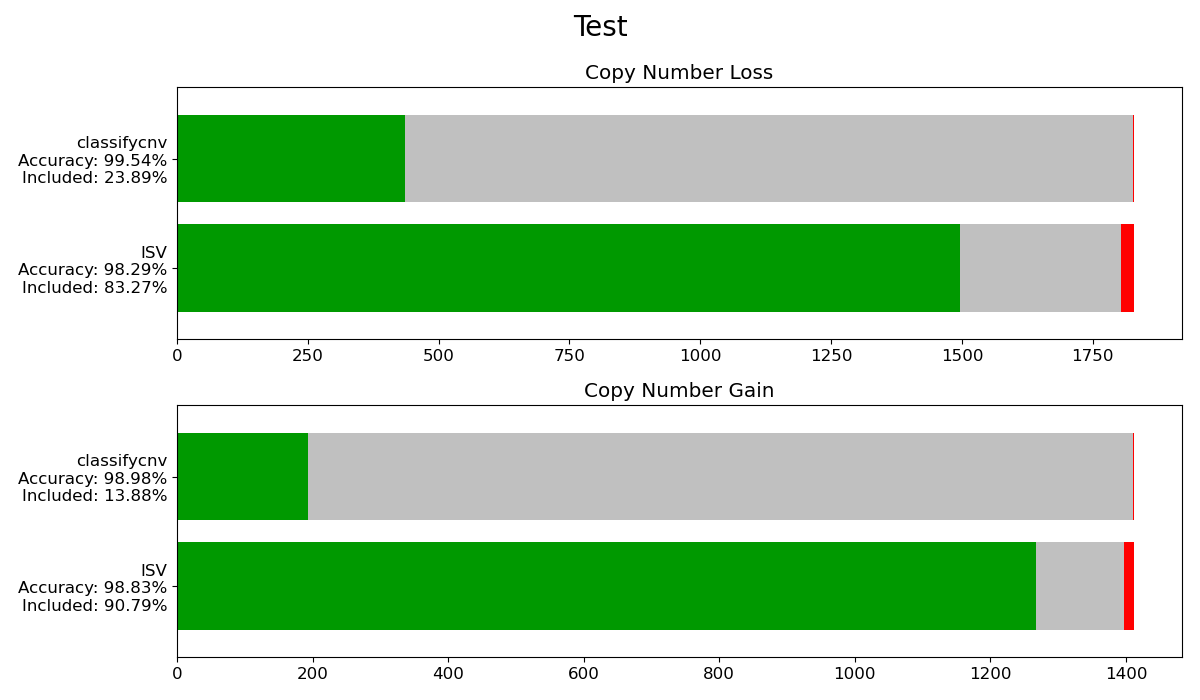 Test
Copy Number Loss
classifycnv
Accuracy: 99.54%
Included: 23.89%
ISV
Accuracy: 98.29%
Included: 83.27%
0 250 500 750 1000 1250 1500 1750
Copy Number Gain
classifycnv
Accuracy: 98.98%
Included: 13.88%
ISV
Accuracy: 98.83%
Included: 90.79%
0 200 400 600 800 1000 1200 1400